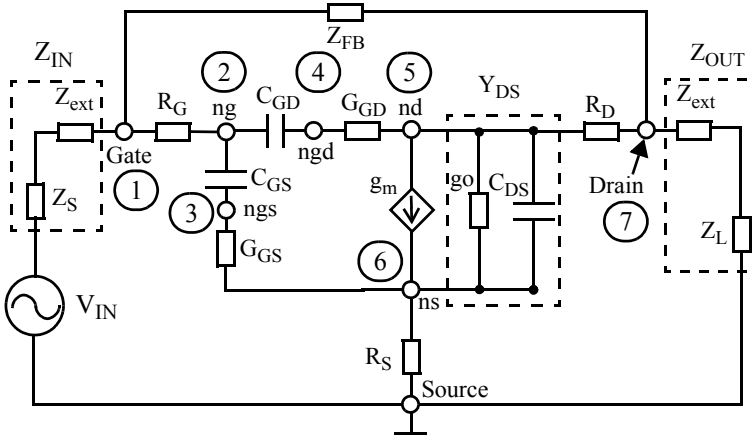 Z_FB
Z_IN
Z_OUT
Z_ext
R_G
2
ng
C_GD
4
ngd
G_GD
5
nd
Y_DS
R_D
Z_ext
Gate
1
C_GS
g_m
go
C_DS
Drain
7
Z_S
3
ngs
G_GS
6
ns
Z_L
V_IN
R_S
Source